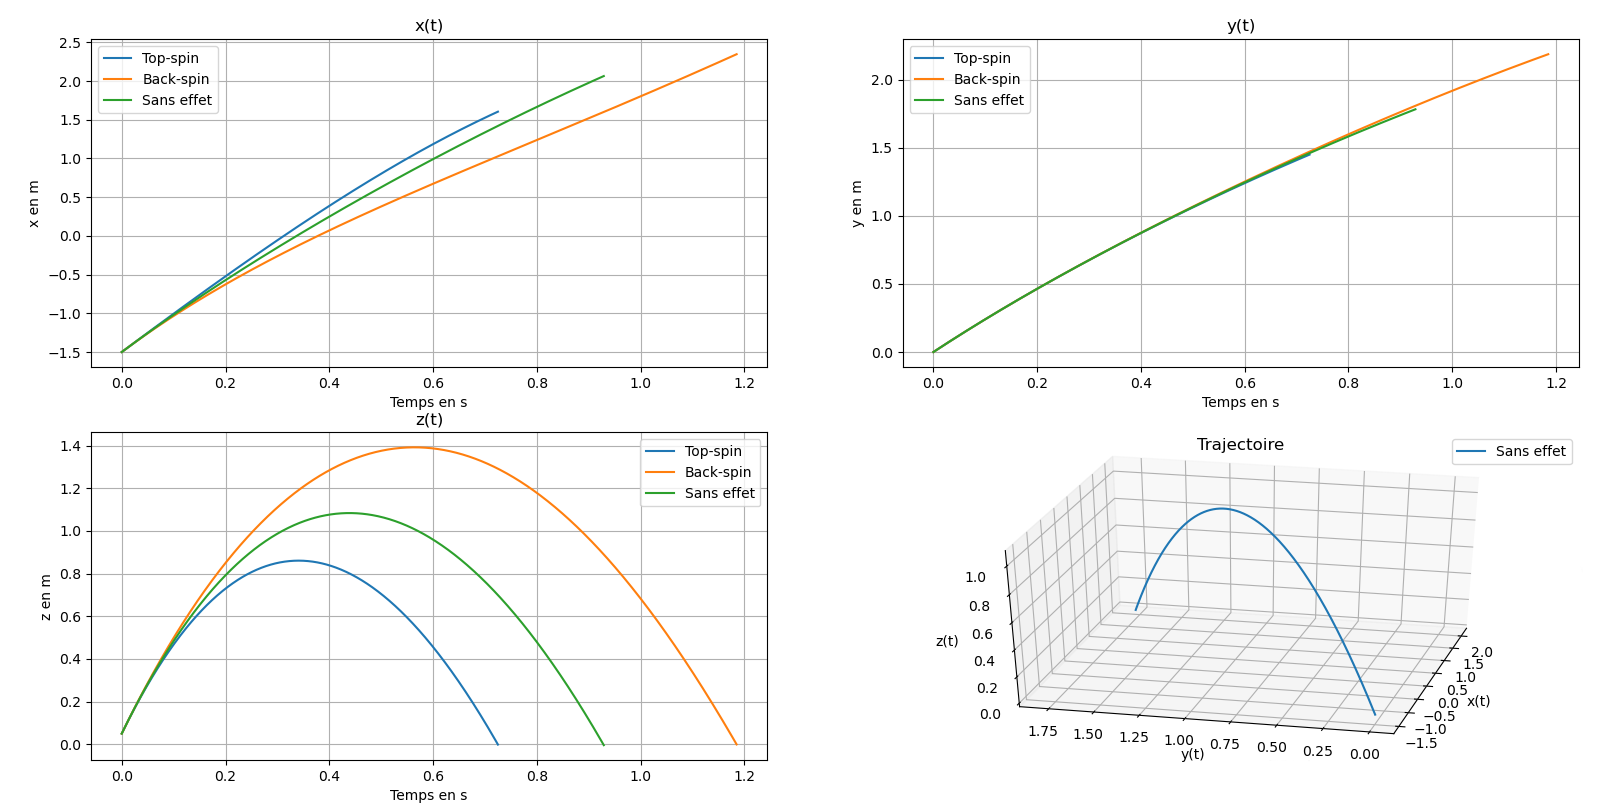 x(t)
2.5
2.0
1.5
1.0
0.5
0.0
−0.5
−1.0
−1.5
x en m
Top-spin
Back-spin
Sans effet
0.0 0.2 0.4 0.6 0.8 1.0 1.2
Temps en s
y(t)
2.0
1.5
1.0
0.5
0.0
y en m
Top-spin
Back-spin
Sans effet
0.0 0.2 0.4 0.6 0.8 1.0 1.2
Temps en s
z(t)
1.4
1.2
1.0
0.8
0.6
0.4
0.2
0.0
z en m
Top-spin
Back-spin
Sans effet
0.0 0.2 0.4 0.6 0.8 1.0 1.2
Temps en s
Trajectoire
Sans effet
1.0
0.8
0.6
0.4
0.2
0.0
z(t)
1.75 1.50 1.25 1.00 0.75 0.50 0.25 0.00
y(t)
2.0
1.5
1.0
0.5
0.0
−0.5
−1.0
−1.5
x(t)